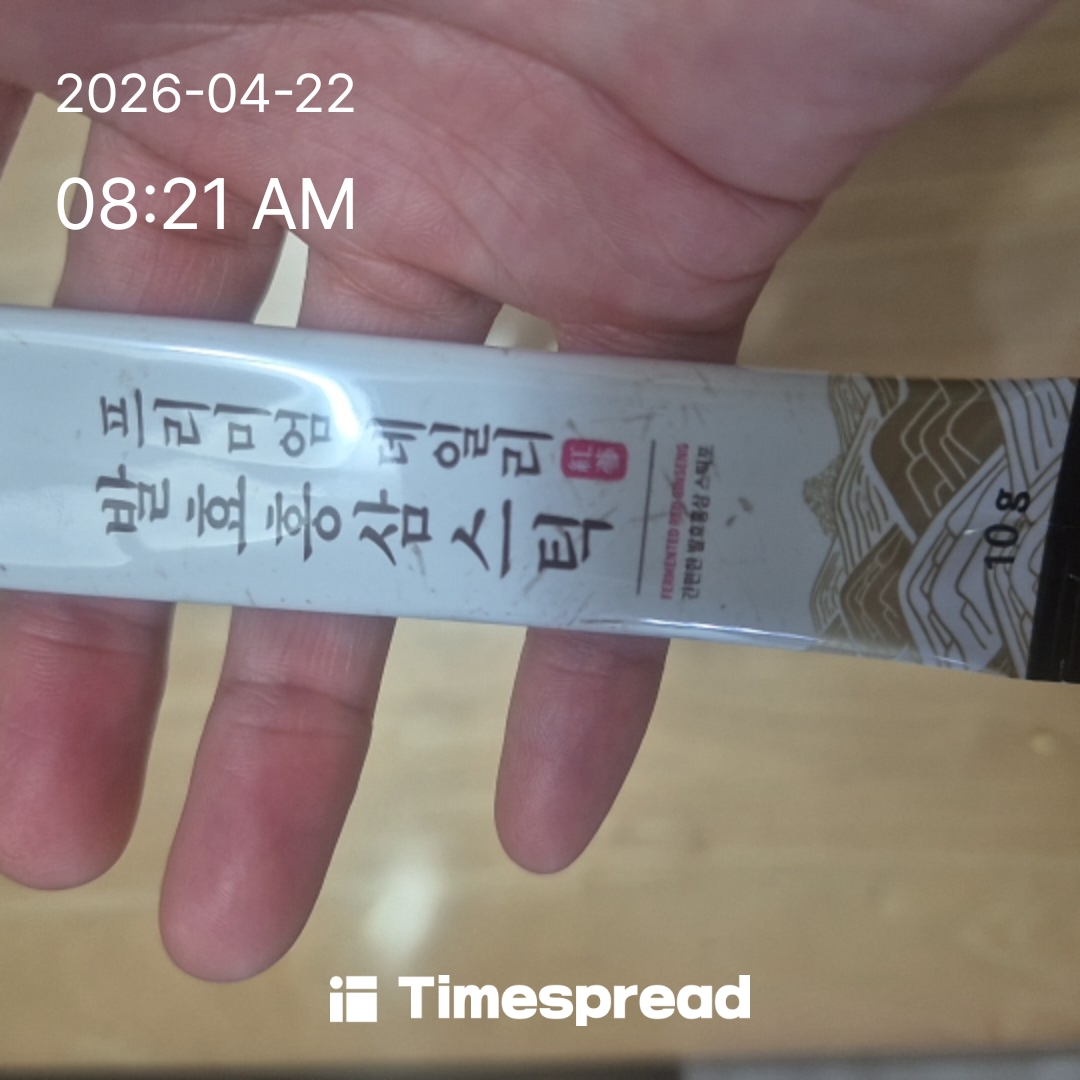 2026-04-22
08:21 AM
프리미엄 데일리
발효홍삼스틱
紅蔘
FERMENTED RED GINSENG
간편한 발효홍삼 스틱포
10 g
Timespread